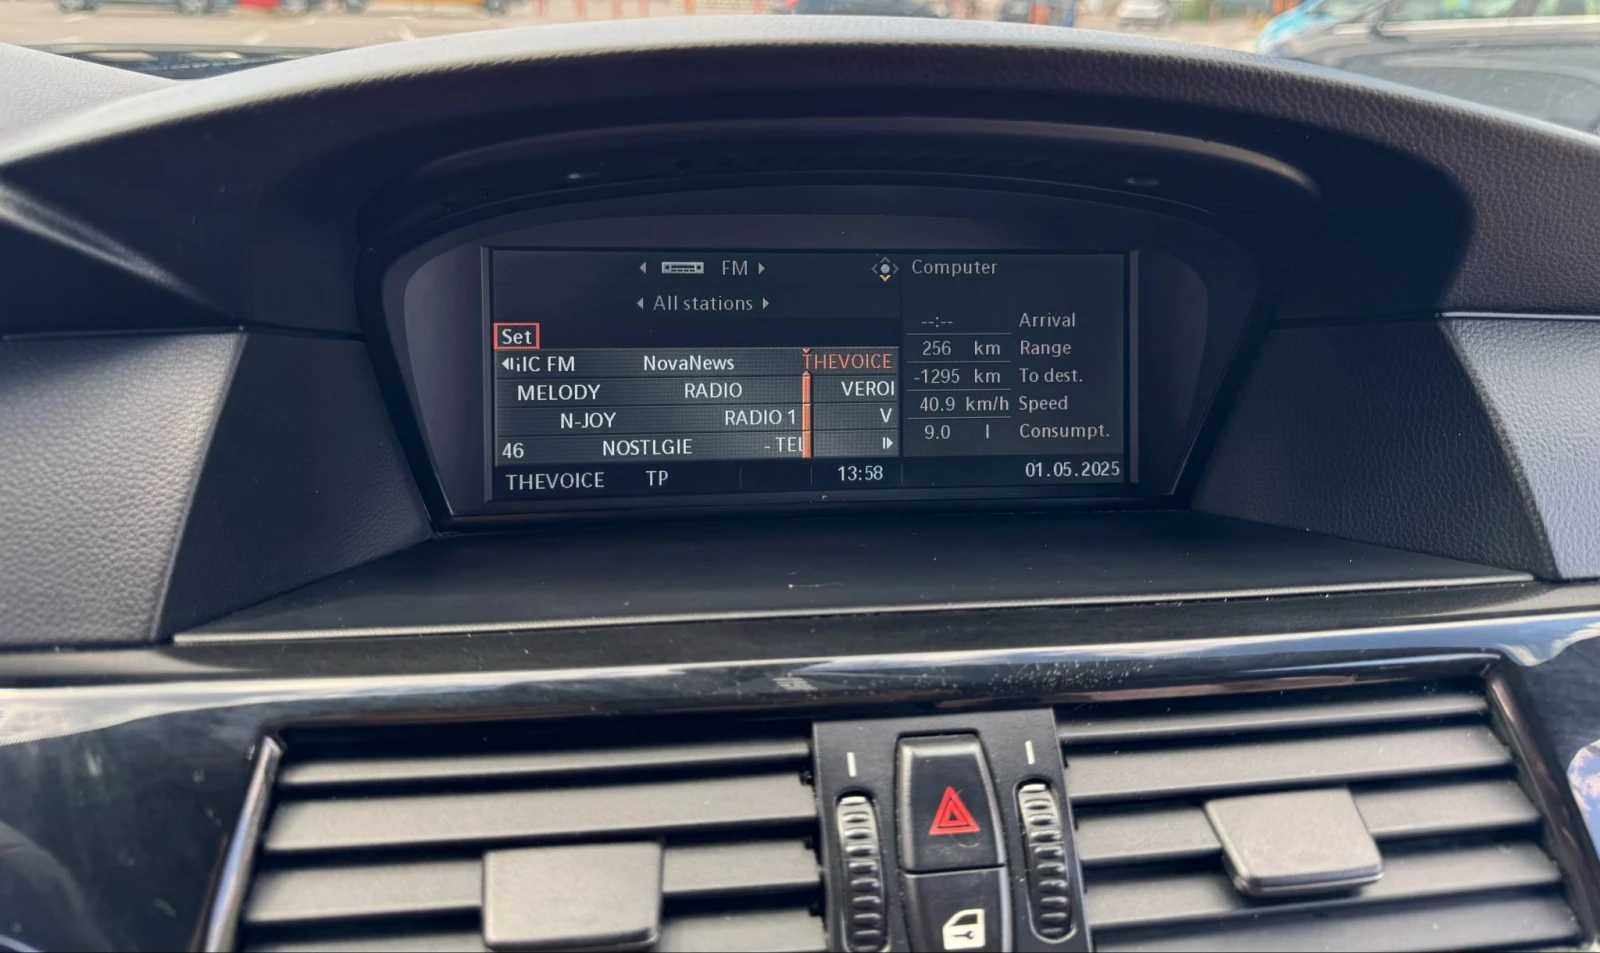 FM
Computer
All stations
Set
--:-- Arrival
256 km Range
-1295 km To dest.
40.9 km/h Speed
9.0 l Consumpt.
IC FM NovaNews THEVOICE
MELODY RADIO VEROI
N-JOY RADIO 1 V
46 NOSTLGIE - TEL
THEVOICE TP 13:58 01.05.2025